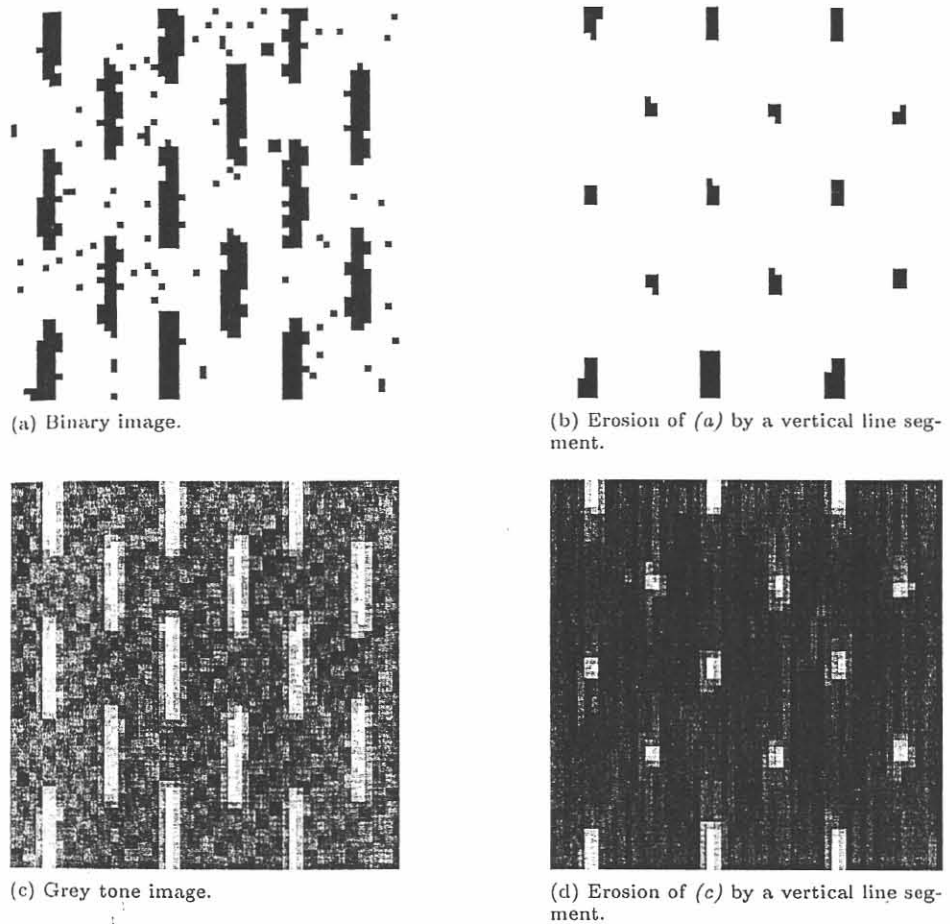 (a) Binary image.
(b) Erosion of (a) by a vertical line seg-
ment.
(c) Grey tone image.
(d) Erosion of (c) by a vertical line seg-
ment.